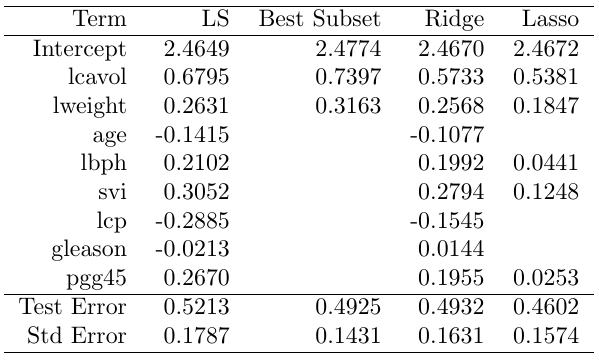 Term LS Best Subset Ridge Lasso
Intercept 2.4649 2.4774 2.4670 2.4672
lcavol 0.6795 0.7397 0.5733 0.5381
lweight 0.2631 0.3163 0.2568 0.1847
age -0.1415 -0.1077
lbph 0.2102 0.1992 0.0441
svi 0.3052 0.2794 0.1248
lcp -0.2885 -0.1545
gleason -0.0213 0.0144
pgg45 0.2670 0.1955 0.0253
Test Error 0.5213 0.4925 0.4932 0.4602
Std Error 0.1787 0.1431 0.1631 0.1574